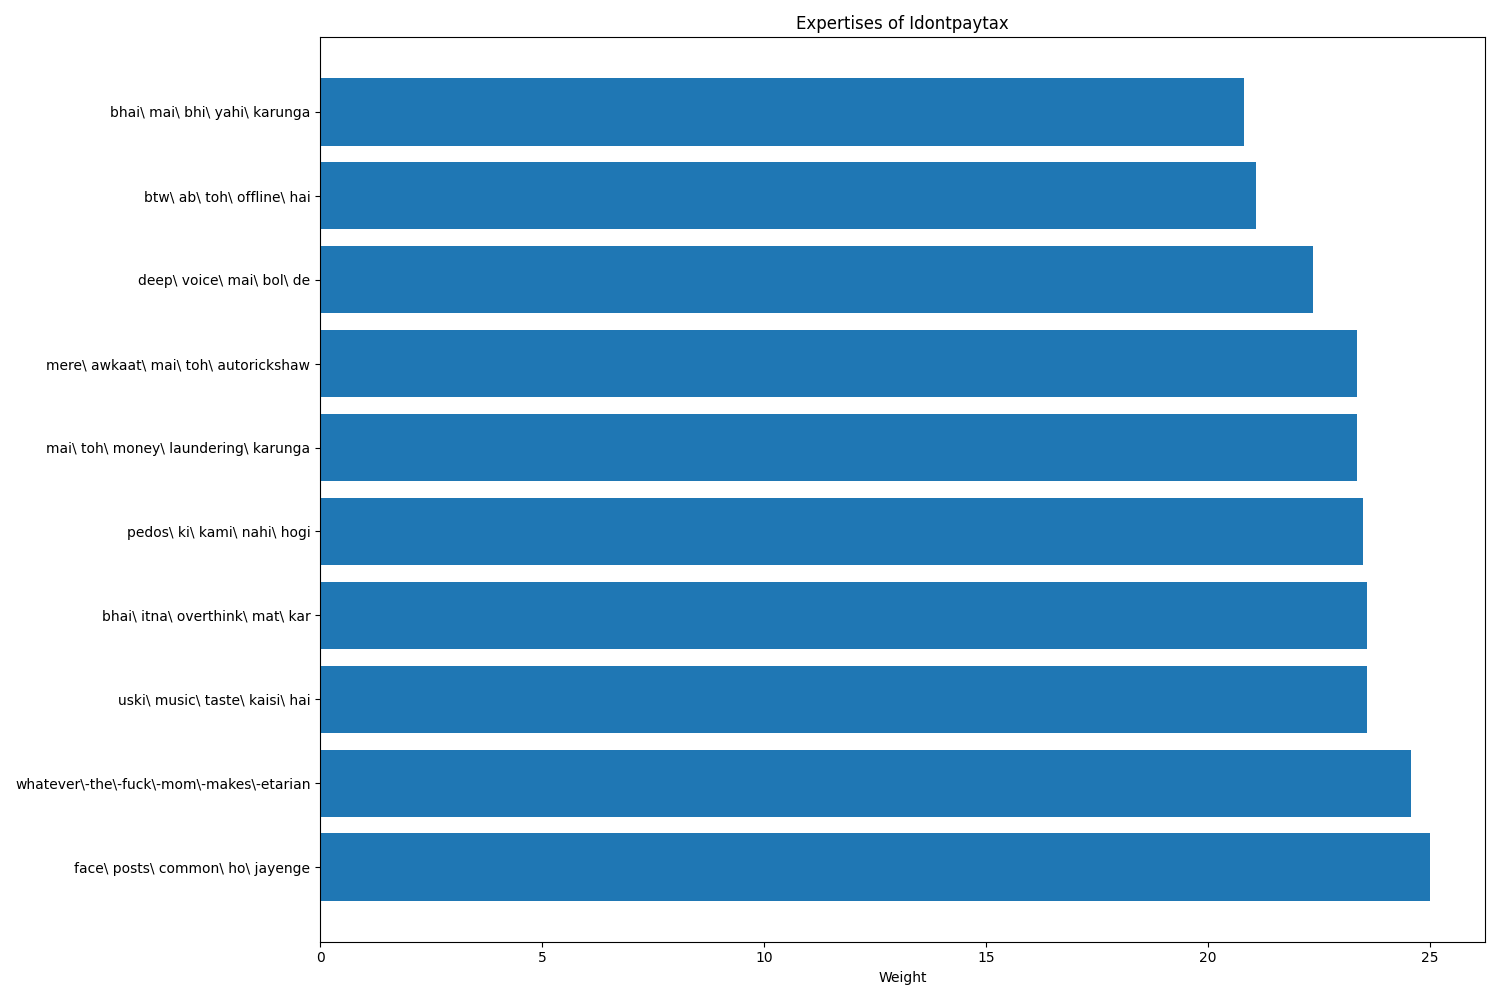 Expertises of Idontpaytax
bhai\ mai\ bhi\ yahi\ karunga
btw\ ab\ toh\ offline\ hai
deep\ voice\ mai\ bol\ de
mere\ awkaat\ mai\ toh\ autorickshaw
mai\ toh\ money\ laundering\ karunga
pedos\ ki\ kami\ nahi\ hogi
bhai\ itna\ overthink\ mat\ kar
uski\ music\ taste\ kaisi\ hai
whatever\-the\-fuck\-mom\-makes\-etarian
face\ posts\ common\ ho\ jayenge
0 5 10 15 20 25
Weight